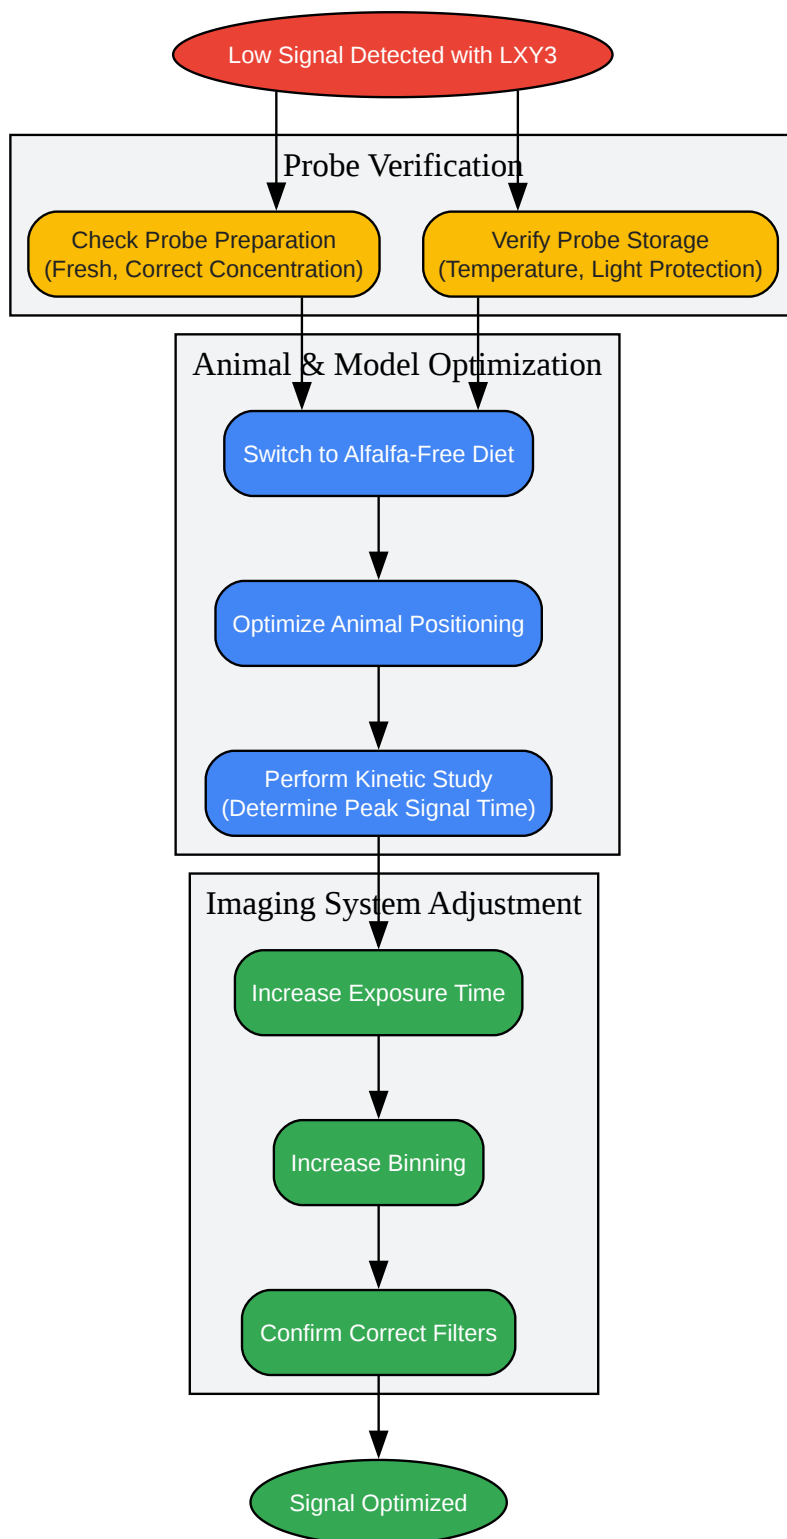 Low Signal Detected with LXY3
Probe Verification
Check Probe Preparation
(Fresh, Correct Concentration)
Verify Probe Storage
(Temperature, Light Protection)
Animal & Model Optimization
Switch to Alfalfa-Free Diet
Optimize Animal Positioning
Perform Kinetic Study
(Determine Peak Signal Time)
Imaging System Adjustment
Increase Exposure Time
Increase Binning
Confirm Correct Filters
Signal Optimized